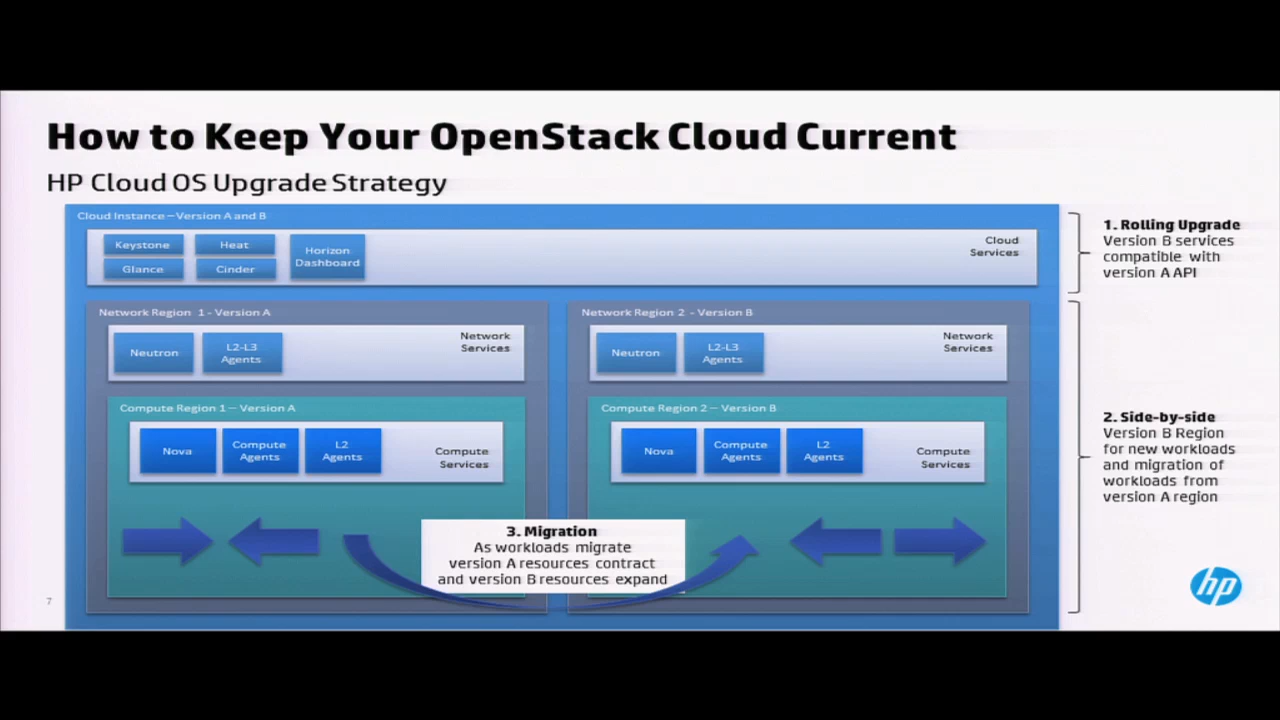 How to Keep Your OpenStack Cloud Current
HP Cloud OS Upgrade Strategy
Cloud Instance – Version A and B
Keystone
Heat
Horizon
Dashboard
Glance
Cinder
Cloud
Services
1. Rolling Upgrade
Version B services
compatible with
version A API
Network Region 1 - Version A
Neutron
L2-L3
Agents
Network
Services
Compute Region 1 – Version A
Nova
Compute
Agents
L2
Agents
Compute
Services
Network Region 2 - Version B
Neutron
L2-L3
Agents
Network
Services
Compute Region 2 – Version B
Nova
Compute
Agents
L2
Agents
Compute
Services
2. Side-by-side
Version B Region
for new workloads
and migration of
workloads from
version A region
3. Migration
As workloads migrate
version A resources contract
and version B resources expand
7
hp